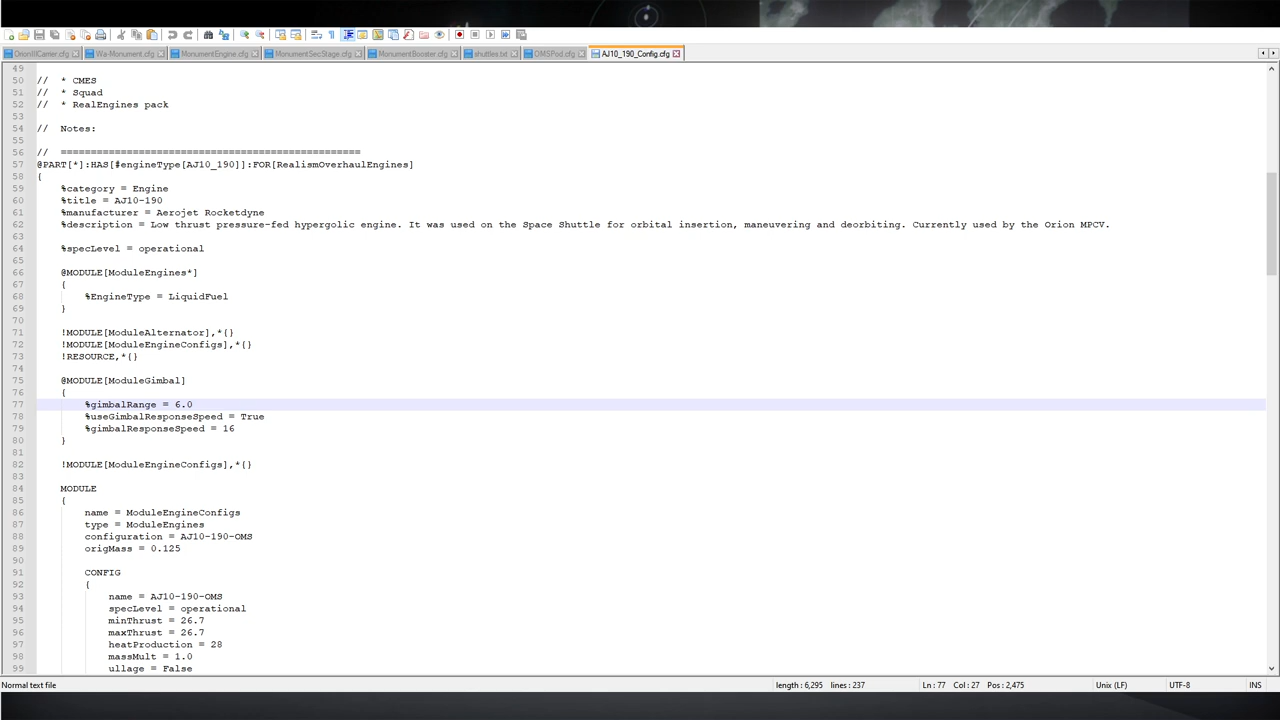 OrionIIICarrer.cfg Wa-Monument.cfg MonumentEngine.cfg MonumentSecStage.cfg MonumentBooster.cfg shuttles.txt OMSPod.cfg AJ10_190_Config.cfg
49
50 // * CMES
51 // * Squad
52 // * RealEngines pack
53
54 // Notes:
55
56 // ==================================================
57 @PART[*]:HAS[#engineType[AJ10_190]]:FOR[RealismOverhaulEngines]
58 {
59 %category = Engine
60 %title = AJ10-190
61 %manufacturer = Aerojet Rocketdyne
62 %description = Low thrust pressure-fed hypergolic engine. It was used on the Space Shuttle for orbital insertion, maneuvering and deorbiting. Currently used by the Orion MPCV.
63
64 %specLevel = operational
65
66 @MODULE[ModuleEngines*]
67 {
68 %EngineType = LiquidFuel
69 }
70
71 !MODULE[ModuleAlternator],*{}
72 !MODULE[ModuleEngineConfigs],*{}
73 !RESOURCE,*{}
74
75 @MODULE[ModuleGimbal]
76 {
77 %gimbalRange = 6.0
78 %useGimbalResponseSpeed = True
79 %gimbalResponseSpeed = 16
80 }
81
82 !MODULE[ModuleEngineConfigs],*{}
83
84 MODULE
85 {
86 name = ModuleEngineConfigs
87 type = ModuleEngines
88 configuration = AJ10-190-OMS
89 origMass = 0.125
90
91 CONFIG
92 {
93 name = AJ10-190-OMS
94 specLevel = operational
95 minThrust = 26.7
96 maxThrust = 26.7
97 heatProduction = 28
98 massMult = 1.0
99 ullage = False
Normal text file length : 6,295 lines : 237 Ln : 77 Col : 27 Pos : 2,475 Unix (LF) UTF-8 INS